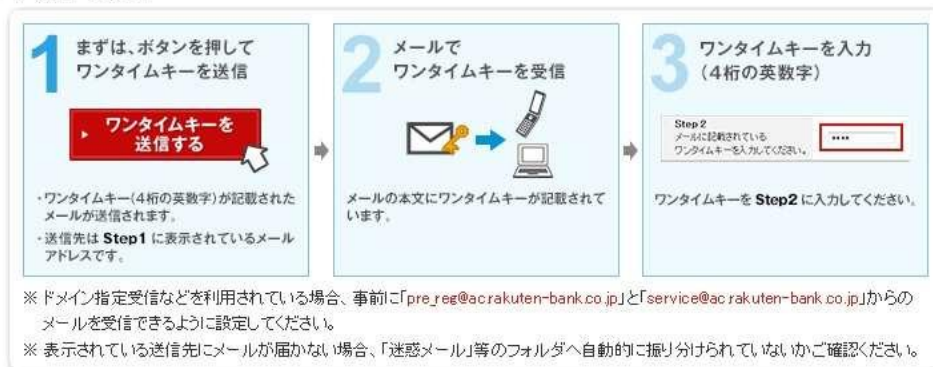 1
まずは、ボタンを押して
ワンタイムキーを送信
ワンタイムキーを
送信する
・ワンタイムキー(4桁の英数字)が記載された
メールが送信されます。
・送信先は Step1 に表示されているメール
アドレスです。
2
メールで
ワンタイムキーを受信
メールの本文にワンタイムキーが記載されて
います。
3
ワンタイムキーを入力
(4桁の英数字)
Step 2
メールに記載されている
ワンタイムキーを入力してください。
••••
ワンタイムキーを Step2 に入力してください。
※ ドメイン指定受信などを利用されている場合、事前に「pre_reg@ac.rakuten-bank.co.jp」と「service@ac.rakuten-bank.co.jp」からの
メールを受信できるように設定してください。
※ 表示されている送信先にメールが届かない場合、「迷惑メール」等のフォルダへ自動的に振り分けられていないかご確認ください。